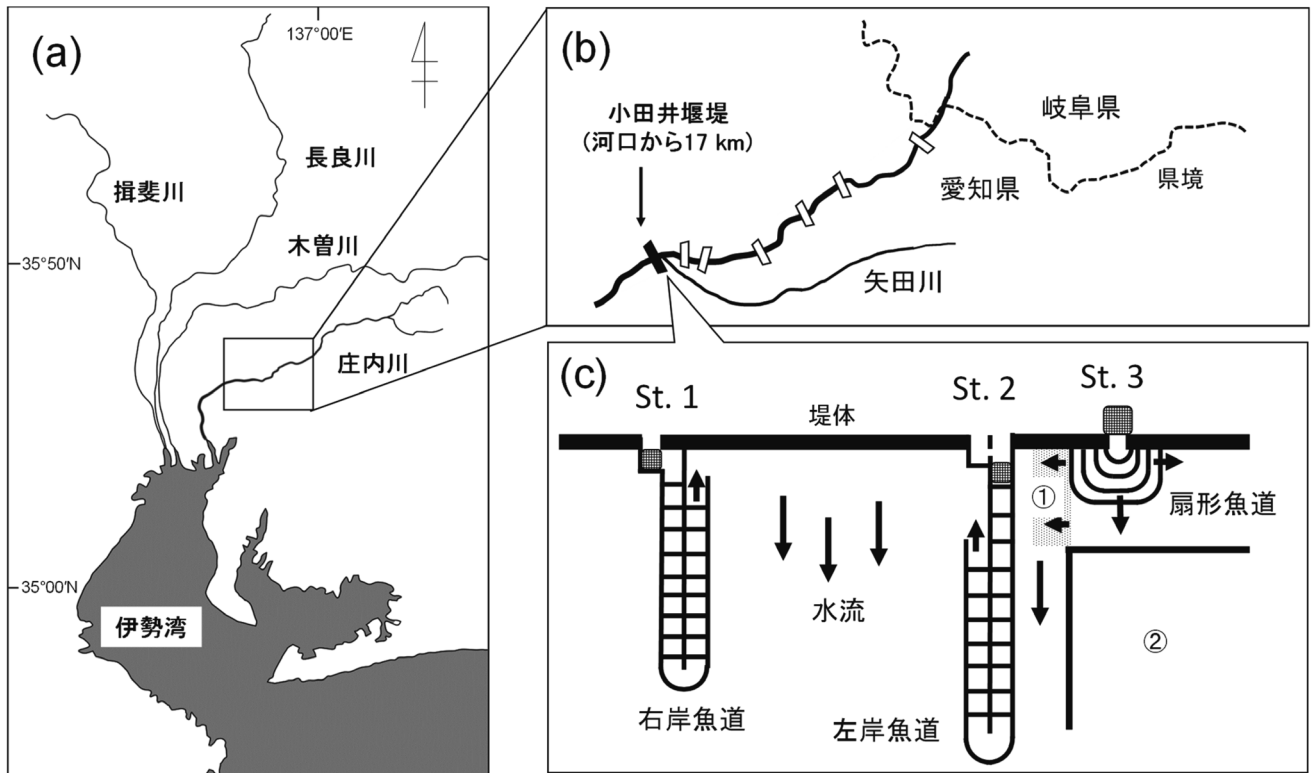 (a)
137°00′E
長良川
揖斐川
木曽川
35°50′N
庄内川
35°00′N
伊勢湾
(b)
小田井堰堤
(河口から17 km)
岐阜県
愛知県
県境
矢田川
(c)
St. 1
堤体
St. 2
St. 3
①
扇形魚道
水流
②
右岸魚道
左岸魚道